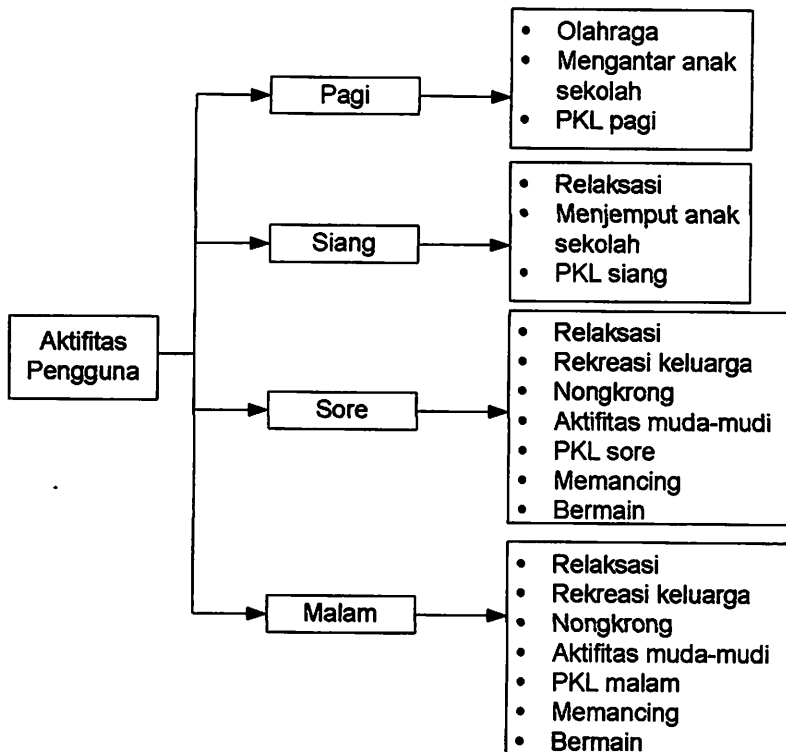 Aktifitas
Pengguna
Pagi
• Olahraga
• Mengantar anak
sekolah
• PKL pagi
Siang
• Relaksasi
• Menjemput anak
sekolah
• PKL siang
Sore
• Relaksasi
• Rekreasi keluarga
• Nongkrong
• Aktifitas muda-mudi
• PKL sore
• Memancing
• Bermain
Malam
• Relaksasi
• Rekreasi keluarga
• Nongkrong
• Aktifitas muda-mudi
• PKL malam
• Memancing
• Bermain